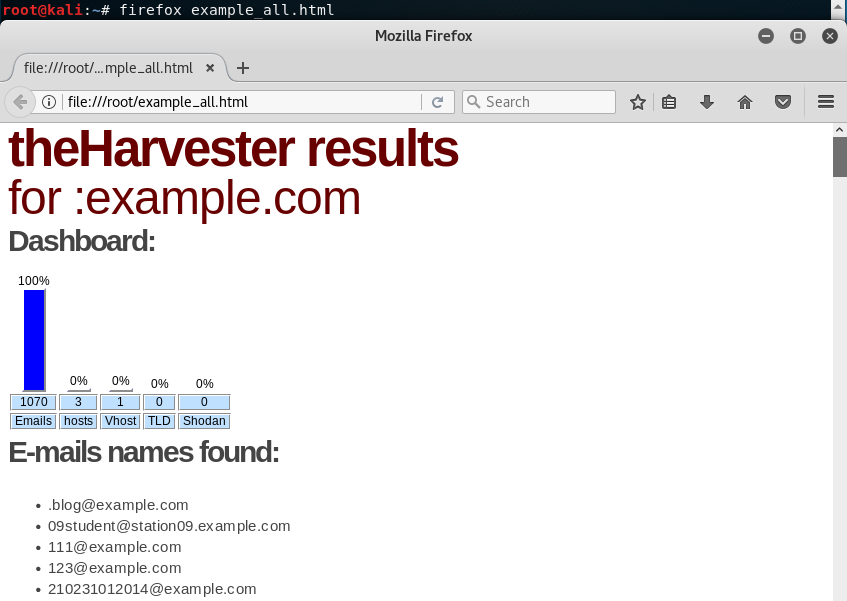 root@kali:~# firefox example_all.html
Mozilla Firefox
file:///root/...mple_all.html
file:///root/example_all.html
Search
theHarvester results
for :example.com
Dashboard:
100%
0% 0% 0% 0%
1070 3 1 0 0
Emails hosts Vhost TLD Shodan
E-mails names found:
• .blog@example.com
• 09student@station09.example.com
• 111@example.com
• 123@example.com
• 210231012014@example.com